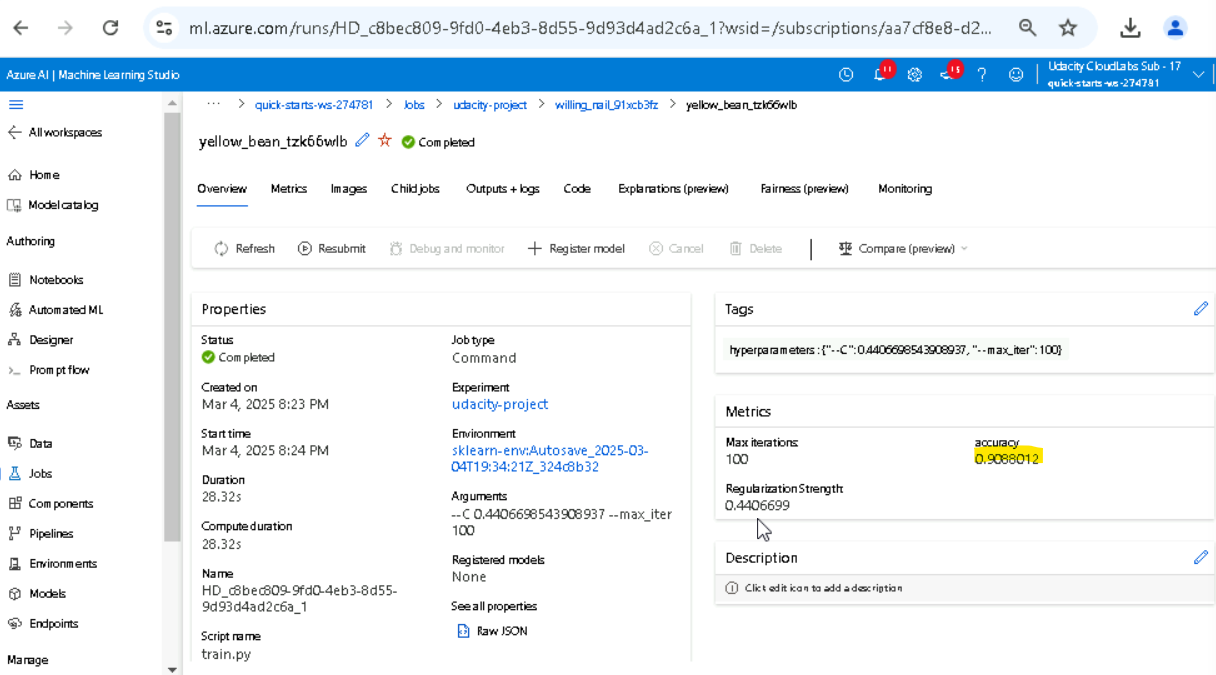 ml.azure.com/runs/HD_c8bec809-9fd0-4eb3-8d55-9d93d4ad2c6a_1?wsid=/subscriptions/aa7cf8e8-d2...
Azure AI | Machine Learning Studio
11
15
?
Udacity CloudLabs Sub - 17
quick-starts-ws-274781
All workspaces
Home
Model catalog
Authoring
Notebooks
Automated ML
Designer
Prompt flow
Assets
Data
Jobs
Components
Pipelines
Environments
Models
Endpoints
Manage
... > quick-starts-ws-274781 > Jobs > udacity-project > willing_nail_91xcb3fz > yellow_bean_tzk66wlb
yellow_bean_tzk66wlb Completed
Overview Metrics Images Child jobs Outputs + logs Code Explanations (preview) Fairness (preview) Monitoring
Refresh Resubmit Debug and monitor Register model Cancel Delete Compare (preview)
Properties
Status
Completed
Created on
Mar 4, 2025 8:23 PM
Start time
Mar 4, 2025 8:24 PM
Duration
28.32s
Compute duration
28.32s
Name
HD_c8bec809-9fd0-4eb3-8d55-
9d93d4ad2c6a_1
Script name
train.py
Job type
Command
Experiment
udacity-project
Environment
sklearn-env:Autosave_2025-03-
04T19:34:21Z_324c8b32
Arguments
--C 0.4406698543908937 --max_iter
100
Registered models
None
See all properties
Raw JSON
Tags
hyperparameters : {"--C": 0.4406698543908937, "--max_iter": 100}
Metrics
Max iterations:
100
accuracy
0.9088012
Regularization Strength:
0.4406699
Description
Click edit icon to add a description